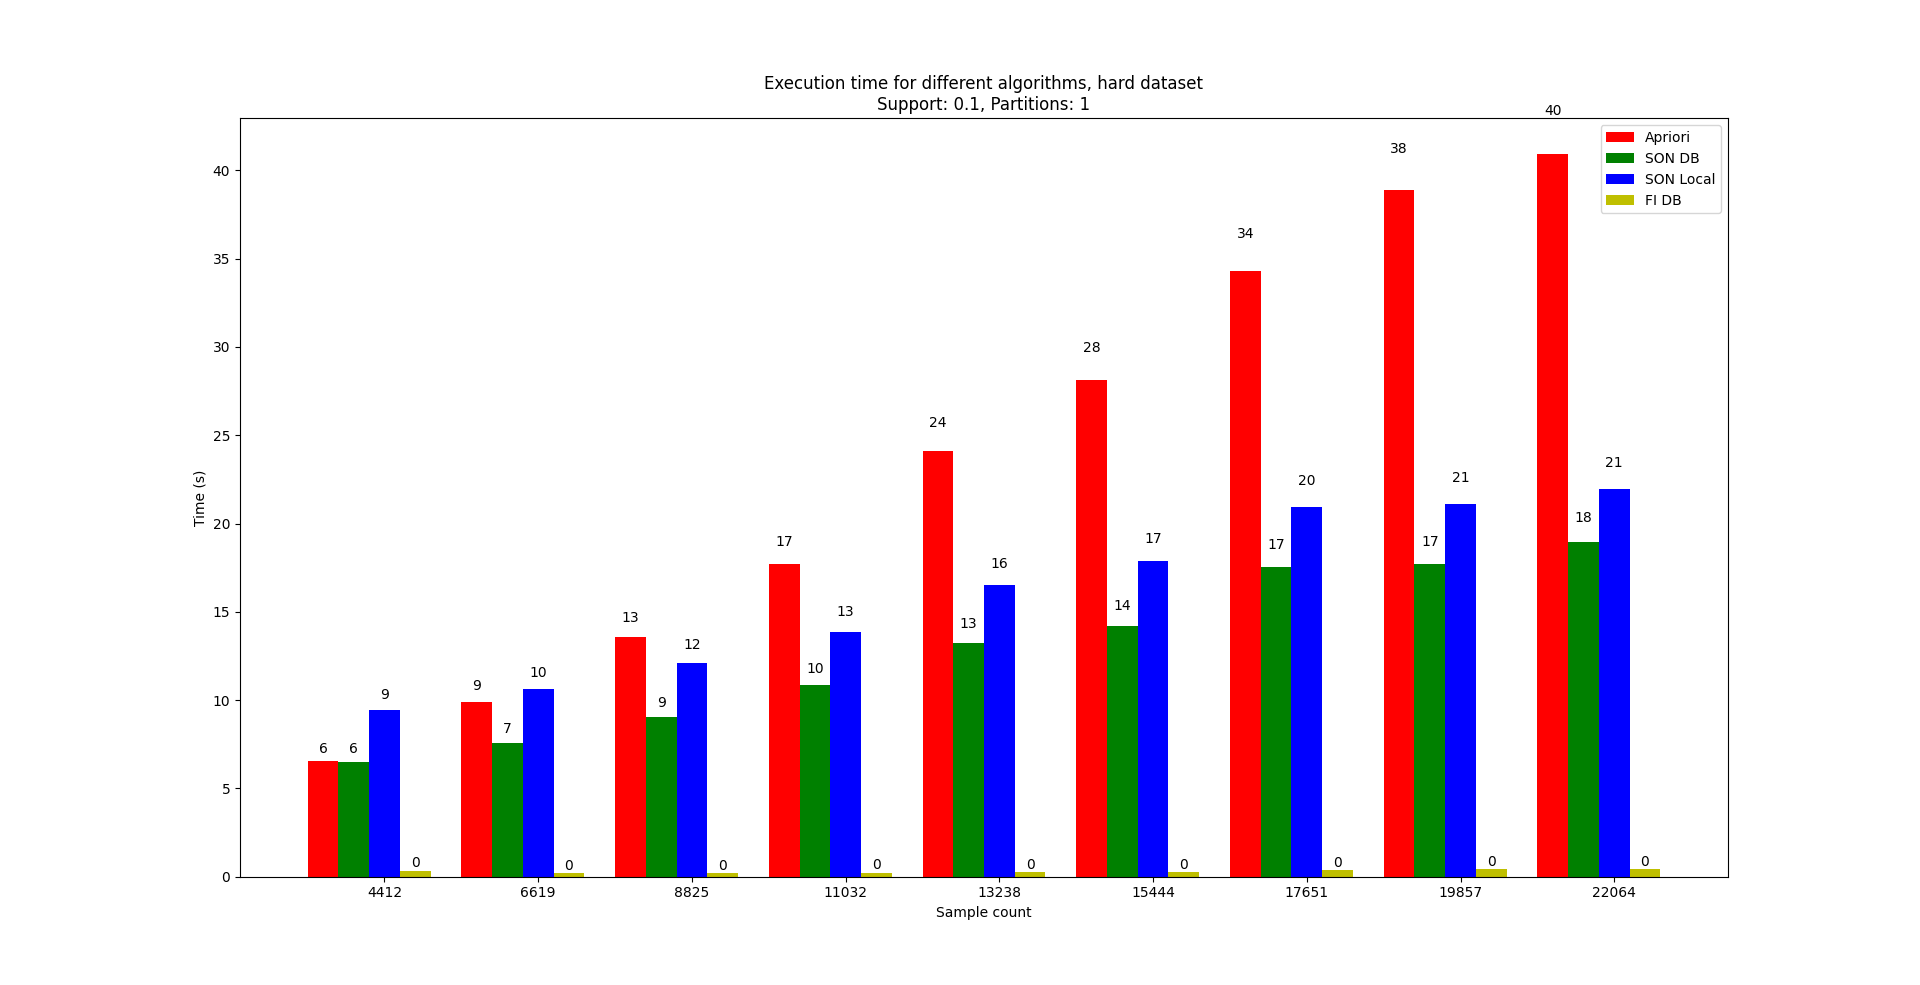 Execution time for different algorithms, hard dataset
Support: 0.1, Partitions: 1
Apriori
SON DB
SON Local
FI DB
Time (s)
40
35
30
25
20
15
10
5
0
6 6 9 0
9 7 10 0
13 9 12 0
17 10 13 0
24 13 16 0
28 14 17 0
34 17 20 0
38 17 21 0
40 18 21 0
4412 6619 8825 11032 13238 15444 17651 19857 22064
Sample count